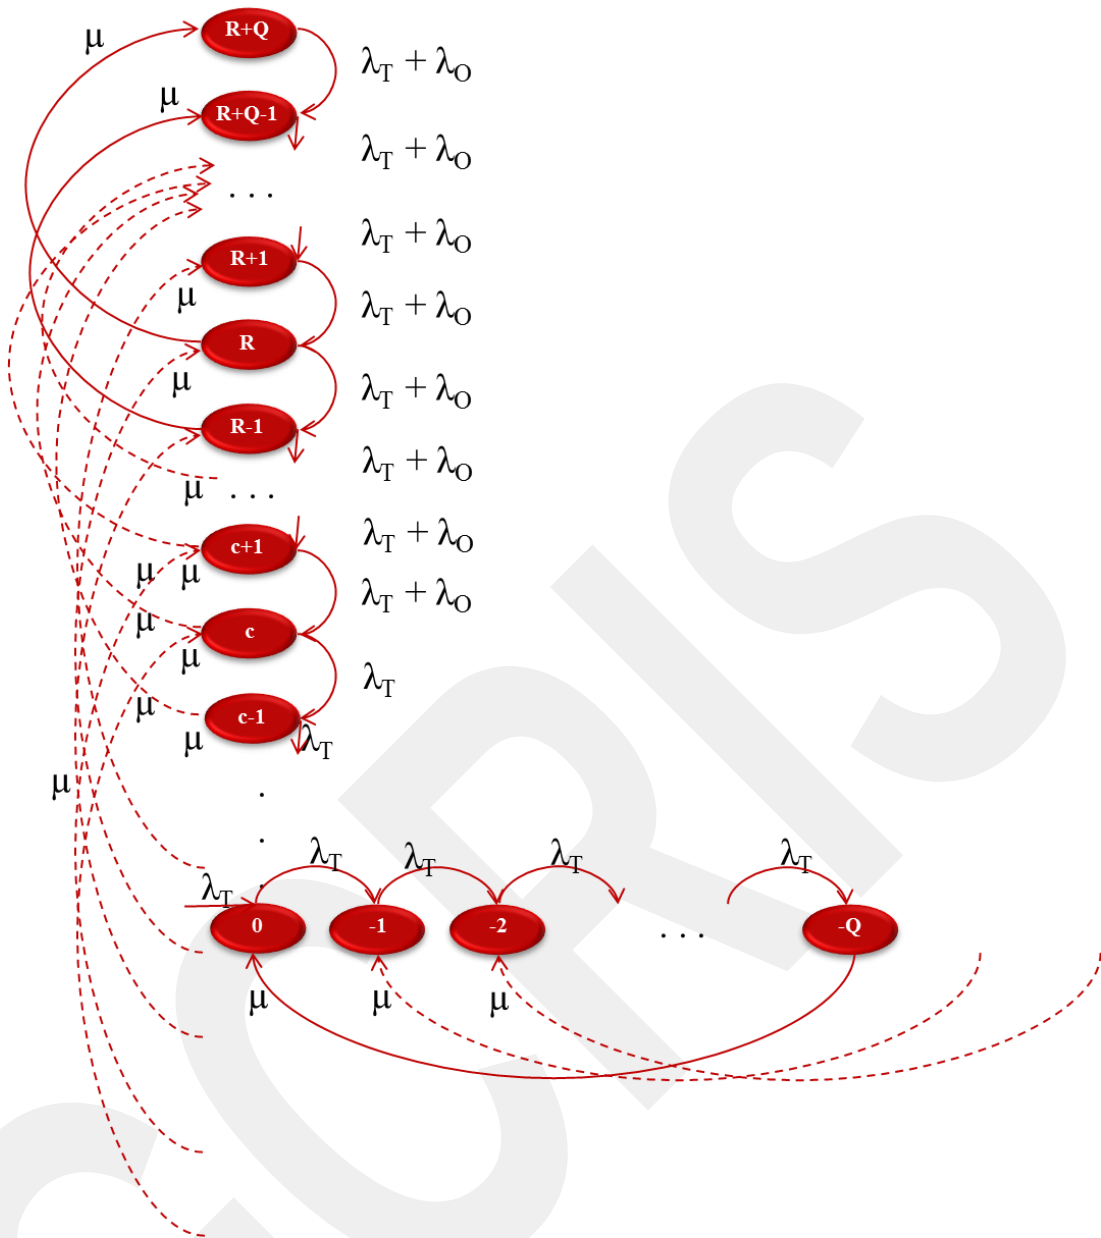 R+Q
μ
λT + λO
μ
R+Q-1
λT + λO
. . .
λT + λO
R+1
μ
λT + λO
R
μ
λT + λO
R-1
λT + λO
μ . . .
λT + λO
c+1
μ μ
λT + λO
μ
c
μ
λT
μ
c-1
μ
λT
μ
.
.
.
λT λT λT λT
λT
0 -1 -2 . . . -Q
μ μ μ
CRIS